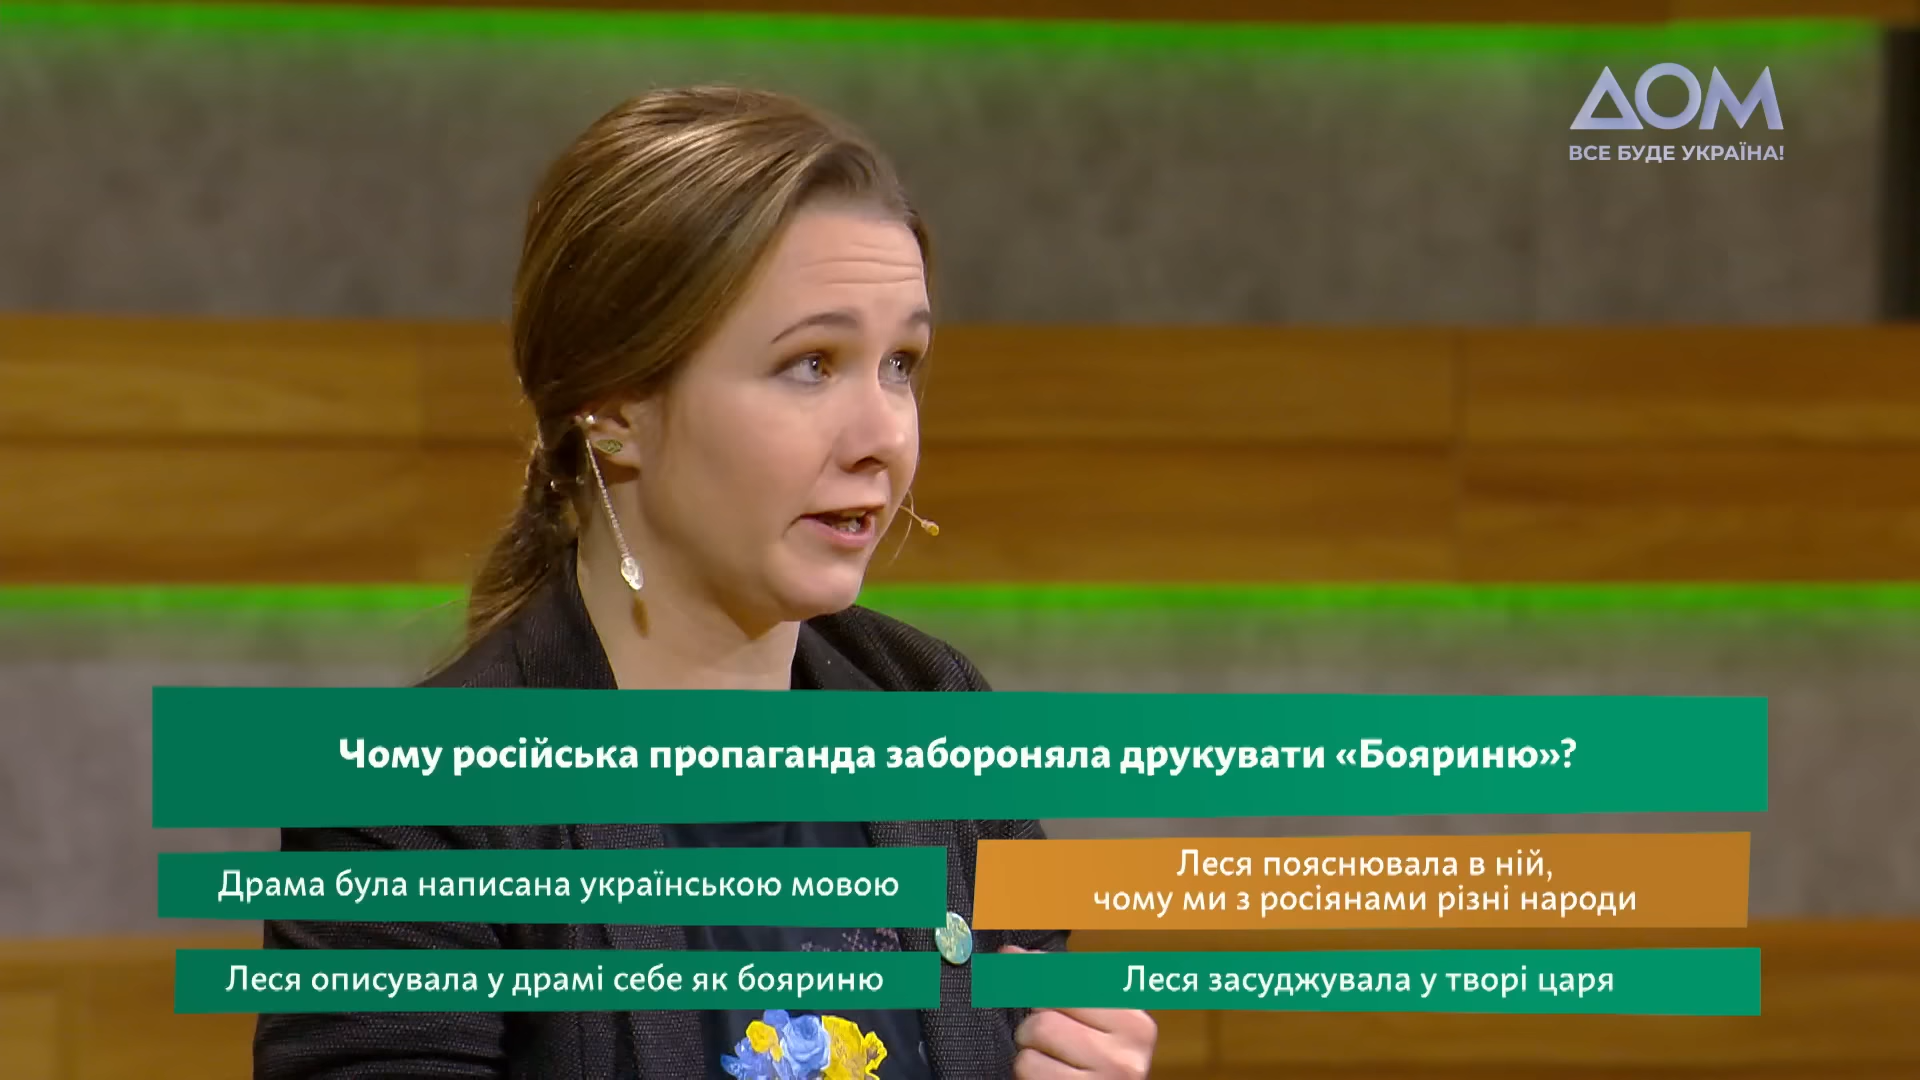 ДОМ
ВСЕ БУДЕ УКРАЇНА!
Чому російська пропаганда забороняла друкувати «Бояриню»?
Драма була написана українською мовою
Леся пояснювала в ній,
чому ми з росіянами різні народи
Леся описувала у драмі себе як бояриню
Леся засуджувала у творі царя